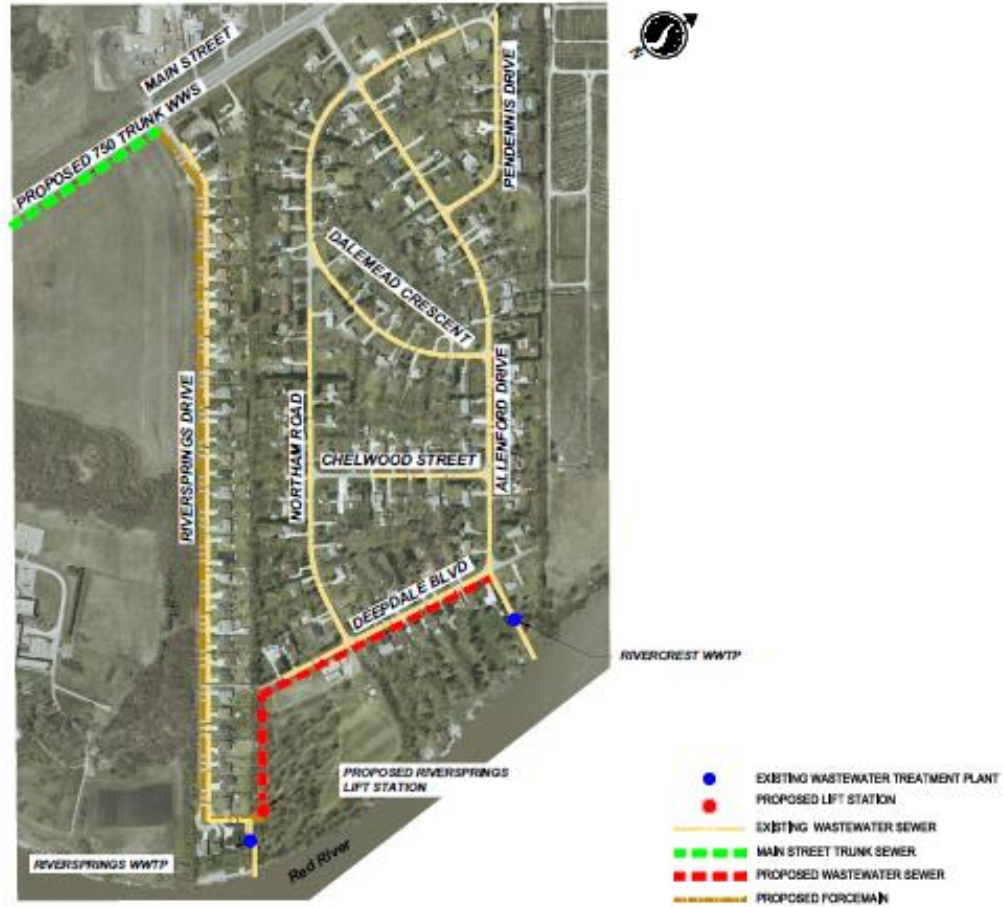 MAIN STREET
PROPOSED 750 TRUNK WWS
PENDENNIS DRIVE
DALEMEAD CRESCENT
RIVERSPRINGS DRIVE
NORTHAM ROAD
ALLENFORD DRIVE
CHELWOOD STREET
DEEPDALE BLVD
RIVERCREST WWTP
PROPOSED RIVERSPRINGS
LIFT STATION
RIVERSPRINGS WWTP
Red River
EXISTING WASTEWATER TREATMENT PLANT
PROPOSED LIFT STATION
EXISTING WASTEWATER SEWER
MAIN STREET TRUNK SEWER
PROPOSED WASTEWATER SEWER
PROPOSED FORCEMAIN